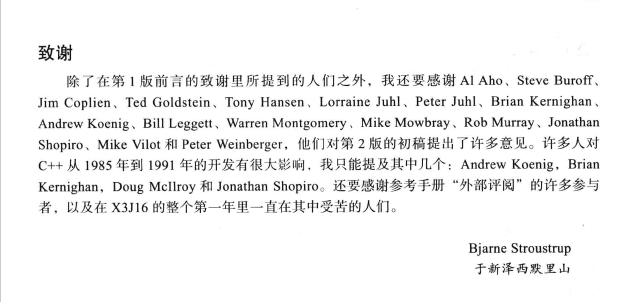 致谢
除了在第 1 版前言的致谢里所提到的人们之外，我还要感谢 Al Aho、Steve Buroff、
Jim Coplien、Ted Goldstein、Tony Hansen、Lorraine Juhl、Peter Juhl、Brian Kernighan、
Andrew Koenig、Bill Leggett、Warren Montgomery、Mike Mowbray、Rob Murray、Jonathan
Shopiro、Mike Vilot 和 Peter Weinberger，他们对第 2 版的初稿提出了许多意见。许多人对
C++ 从 1985 年到 1991 年的开发有很大影响，我只能提及其中几个：Andrew Koenig，Brian
Kernighan，Doug McIlroy 和 Jonathan Shopiro。还要感谢参考手册“外部评阅”的许多参与
者，以及在 X3J16 的整个第一年里一直在其中受苦的人们。
Bjarne Stroustrup
于新泽西默里山